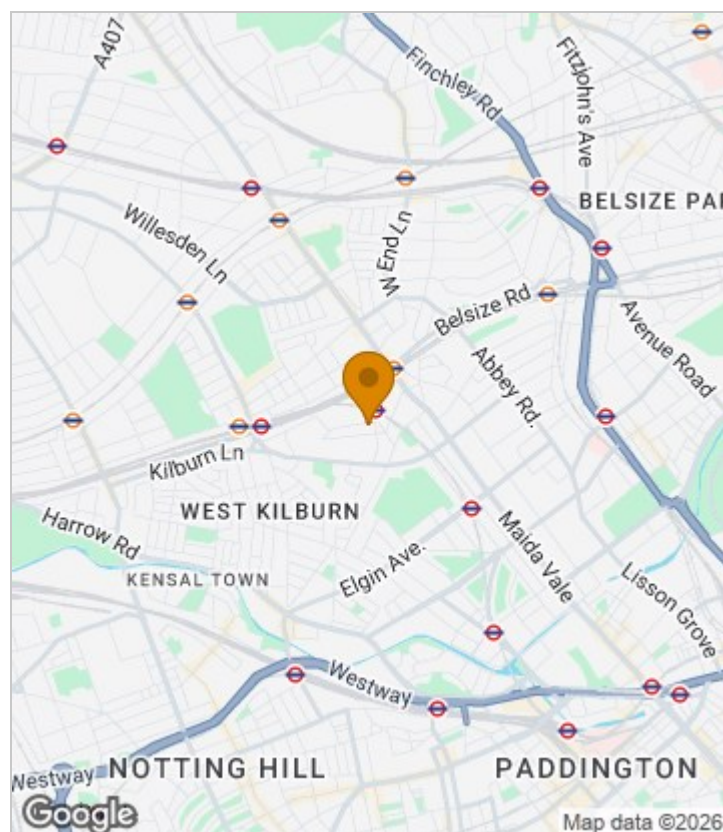 A407
Finchley Rd
Fitzjohn's Ave
BELSIZE PAR
Willesden Ln
W End Ln
Belsize Rd
Avenue Road
Abbey Rd.
Kilburn Ln
WEST KILBURN
Harrow Rd
Maida Vale
Elgin Ave.
KENSAL TOWN
Lisson Grove
Westway
NOTTING HILL
PADDINGTON
Westway
Google
Map data ©2026